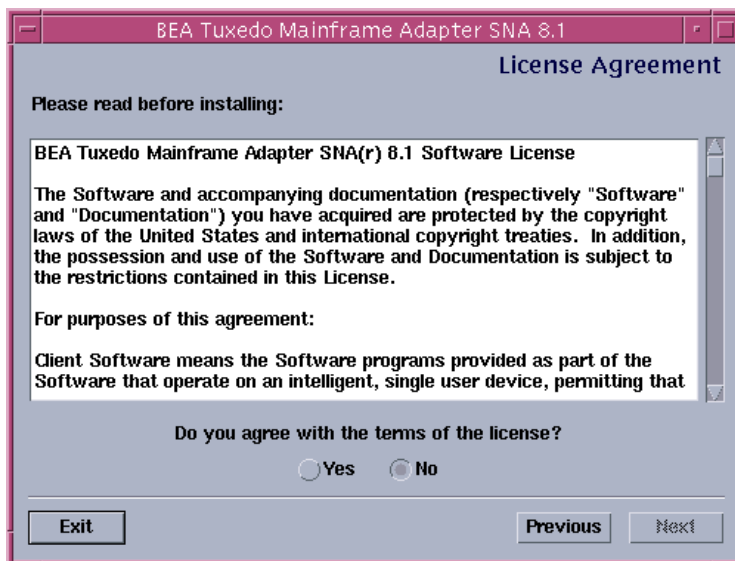 BEA Tuxedo Mainframe Adapter SNA 8.1
License Agreement
Please read before installing:
BEA Tuxedo Mainframe Adapter SNA(r) 8.1 Software License
The Software and accompanying documentation (respectively "Software"
and "Documentation") you have acquired are protected by the copyright
laws of the United States and international copyright treaties.  In addition,
the possession and use of the Software and Documentation is subject to
the restrictions contained in this License.
For purposes of this agreement:
Client Software means the Software programs provided as part of the
Software that operate on an intelligent, single user device, permitting that
Do you agree with the terms of the license?
Yes No
Exit Previous Next